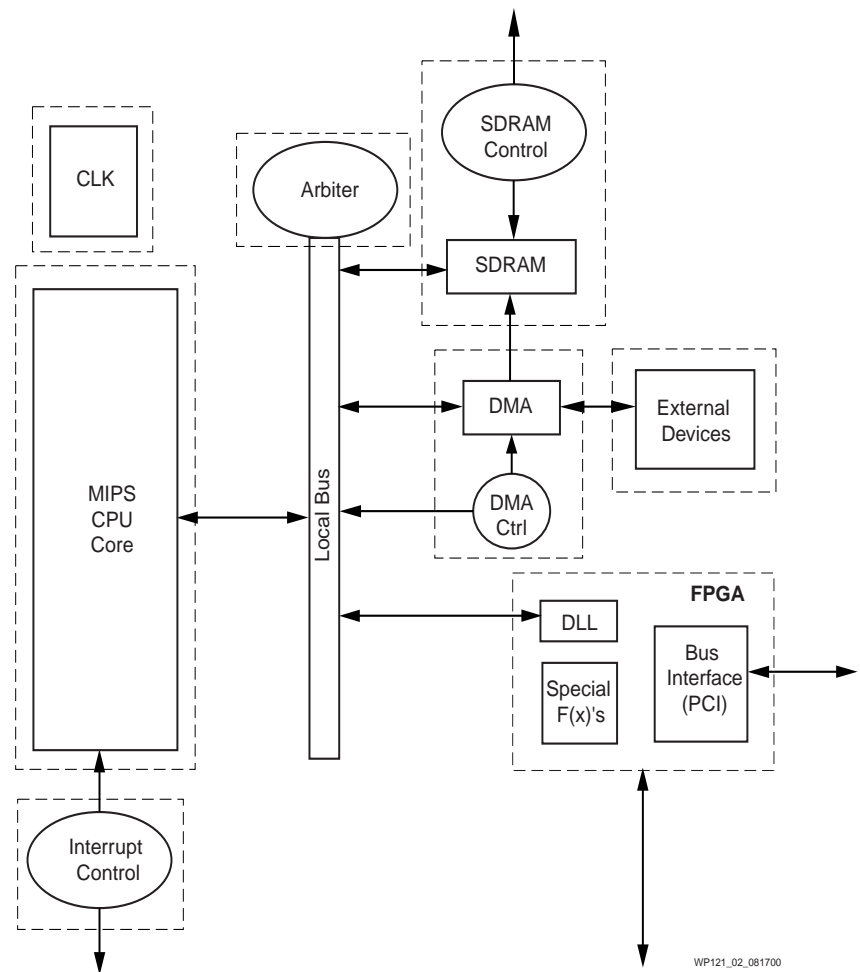 SDRAM
Control
CLK
Arbiter
SDRAM
DMA
External
Devices
MIPS
CPU
Core
Local Bus
DMA
Ctrl
FPGA
DLL
Bus
Interface
(PCI)
Special
F(x)'s
Interrupt
Control
WP121_02_081700